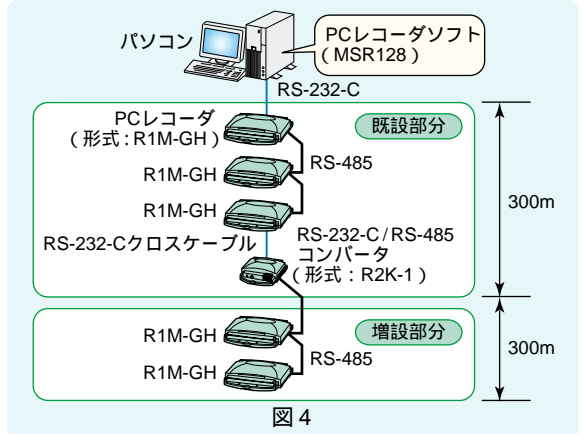 パソコン
PCレコーダソフト
(MSR128)
RS-232-C
PCレコーダ
(形式:R1M-GH)
既設部分
RS-485
R1M-GH
R1M-GH
300m
RS-232-Cクロスケーブル
RS-232-C/RS-485
コンバータ
(形式:R2K-1)
R1M-GH
増設部分
RS-485
R1M-GH
300m
図4